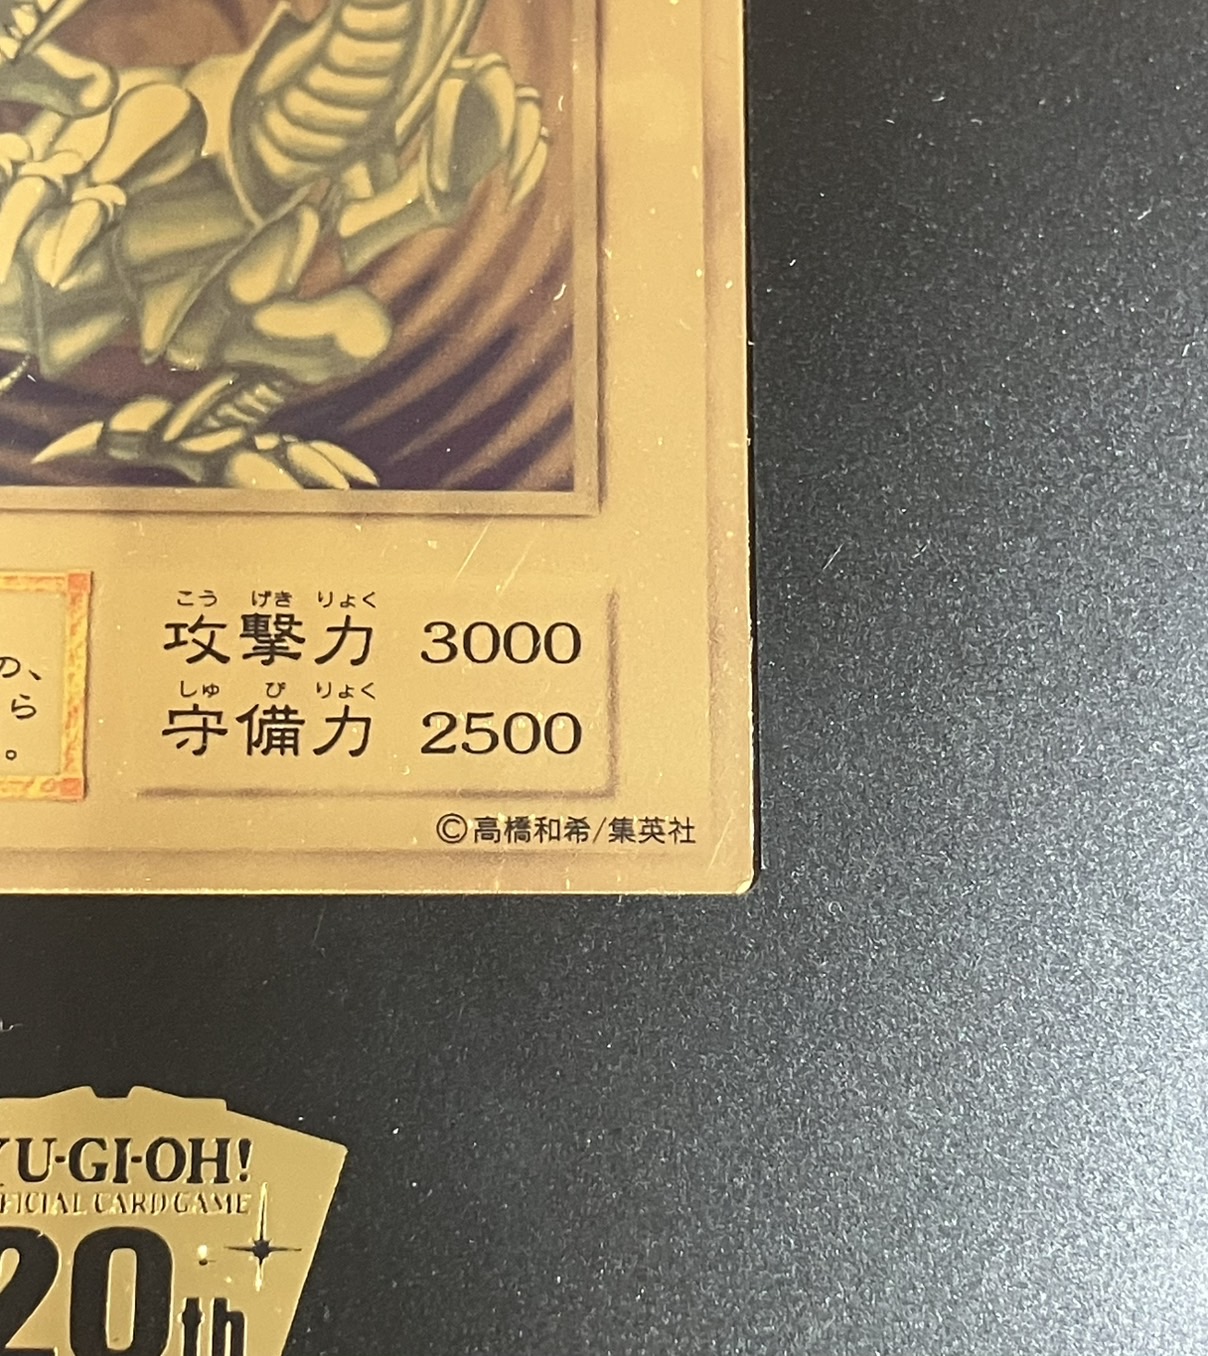 の、
ら
。
こう げき りょく
攻撃力 3000
しゅ び りょく
守備力 2500
©高橋和希/集英社
YU-GI-OH!
FICIAL CARD GAME
20th